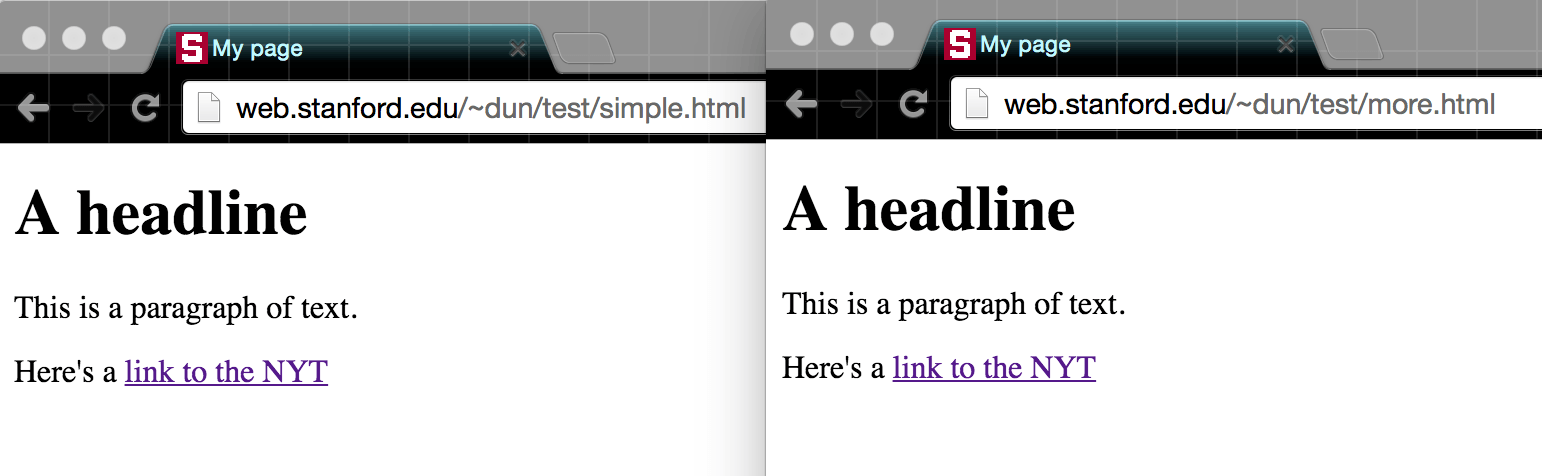 S My page
web.stanford.edu/~dun/test/simple.html
A headline
This is a paragraph of text.
Here's a link to the NYT
S My page
web.stanford.edu/~dun/test/more.html
A headline
This is a paragraph of text.
Here's a link to the NYT